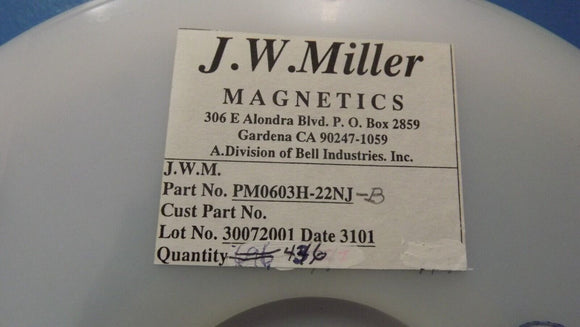 J.W.Miller
MAGNETICS
306 E Alondra Blvd. P. O. Box 2859
Gardena CA 90247-1059
A.Division of Bell Industries. Inc.
J.W.M.
Part No. PM0603H-22NJ-B
Cust Part No.
Lot No. 30072001 Date 3101
Quantity 696 436